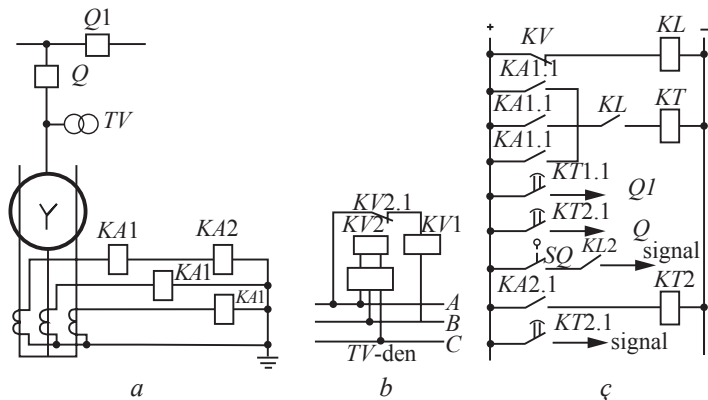 Q1
Q
TV
KA1 KA2
KA1
KA1
a
KV2.1
KV2 KV1
A
B
C
TV-den
b
+ –
KV KL
KA1.1
KA1.1 KL KT
KA1.1
KT1.1
Q1
KT2.1
Q
signal
SQ KL2
KA2.1 KT2
KT2.1
signal
ç